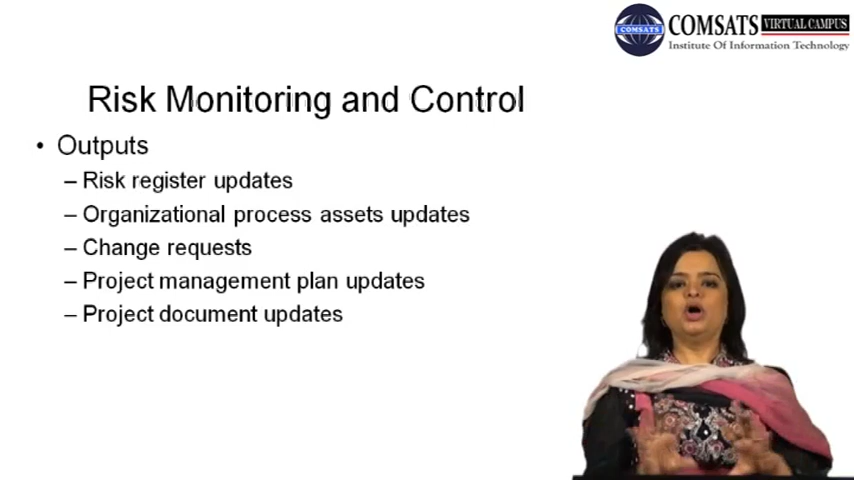 COMSATS VIRTUAL CAMPUS
COMSATS
Institute Of Information Technology
Risk Monitoring and Control
• Outputs
– Risk register updates
– Organizational process assets updates
– Change requests
– Project management plan updates
– Project document updates